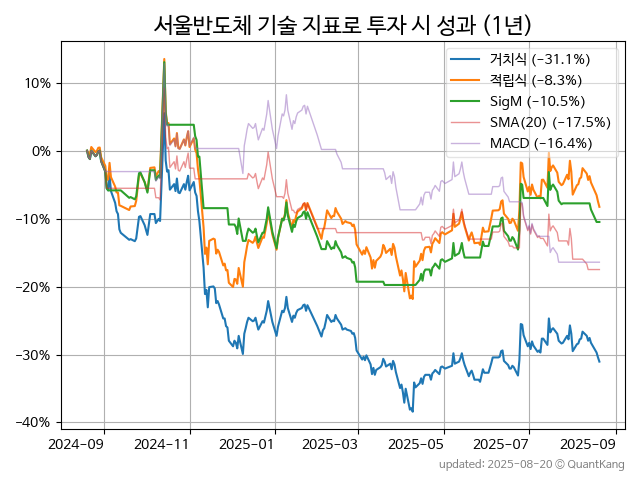 서울반도체 기술 지표로 투자 시 성과 (1년)
거치식 (−31.1%)
적립식 (−8.3%)
SigM (−10.5%)
SMA(20) (−17.5%)
MACD (−16.4%)
10%
0%
−10%
−20%
−30%
−40%
2024-09 2024-11 2025-01 2025-03 2025-05 2025-07 2025-09
updated: 2025-08-20 © QuantKang